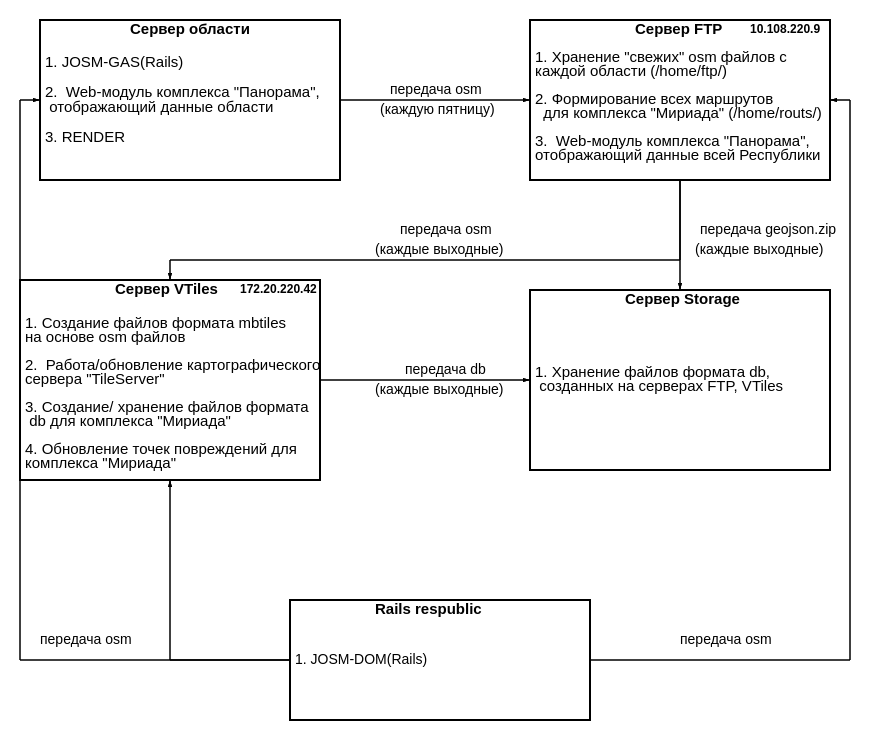 Сервер области
1. JOSM-GAS(Rails)
2. Web-модуль комплекса "Панорама",
отображающий данные области
3. RENDER
передача osm
(каждую пятницу)
Сервер FTP 10.108.220.9
1. Хранение "свежих" osm файлов с
каждой области (/home/ftp/)
2. Формирование всех маршрутов
для комплекса "Мириада" (/home/routs/)
3. Web-модуль комплекса "Панорама",
отображающий данные всей Республики
передача osm
(каждые выходные)
передача geojson.zip
(каждые выходные)
Сервер VTiles 172.20.220.42
1. Создание файлов формата mbtiles
на основе osm файлов
2. Работа/обновление картографического
сервера "TileServer"
3. Создание/ хранение файлов формата
db для комплекса "Мириада"
4. Обновление точек повреждений для
комплекса "Мириада"
передача db
(каждые выходные)
Сервер Storage
1. Хранение файлов формата db,
созданных на серверах FTP, VTiles
передача osm
Rails respublic
1. JOSM-DOM(Rails)
передача osm